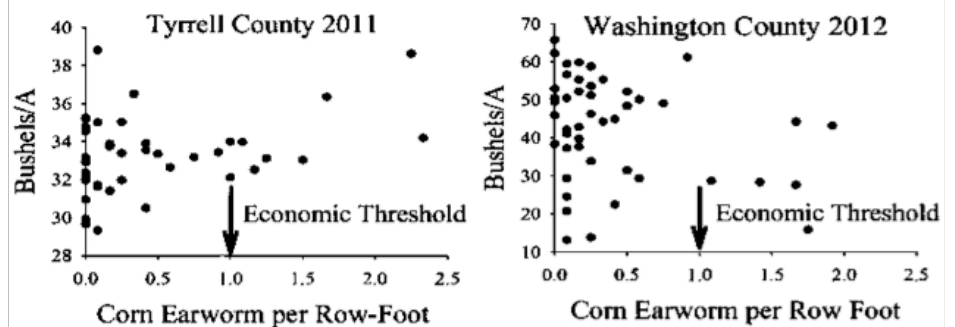 Tyrrell County 2011
Bushels/A
40
38
36
34
32
30
28
Economic Threshold
0.0 0.5 1.0 1.5 2.0 2.5
Corn Earworm per Row-Foot
Washington County 2012
Bushels/A
70
60
50
40
30
20
10
Economic Threshold
0.0 0.5 1.0 1.5 2.0 2.5
Corn Earworm per Row Foot